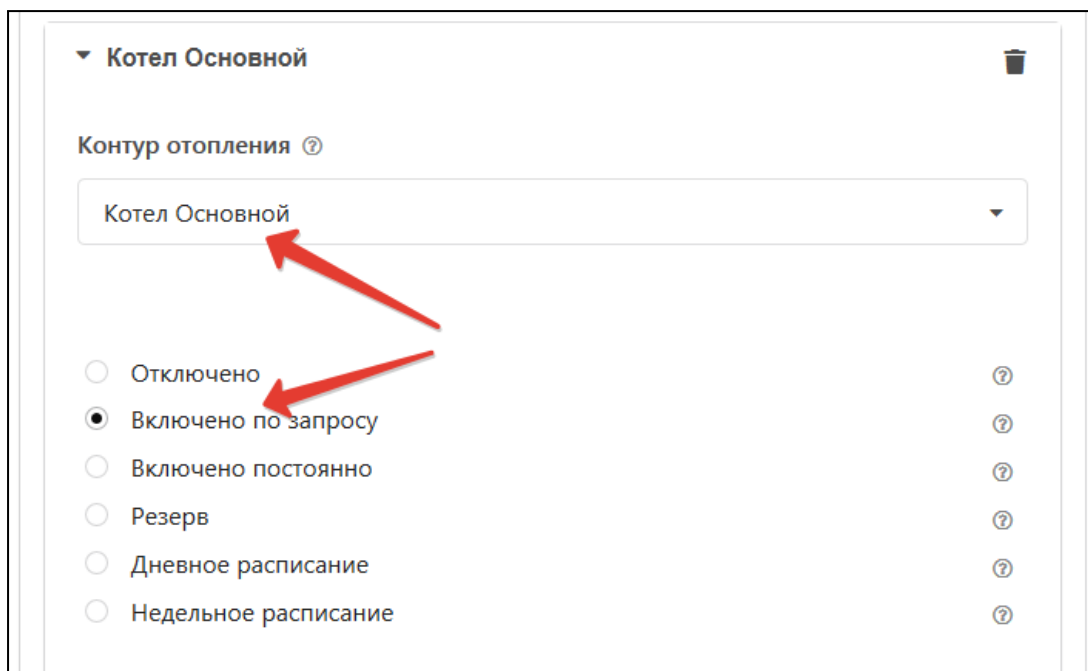 Котел Основной
Контур отопления ?
Котел Основной
Отключено ?
Включено по запросу ?
Включено постоянно ?
Резерв ?
Дневное расписание ?
Недельное расписание ?